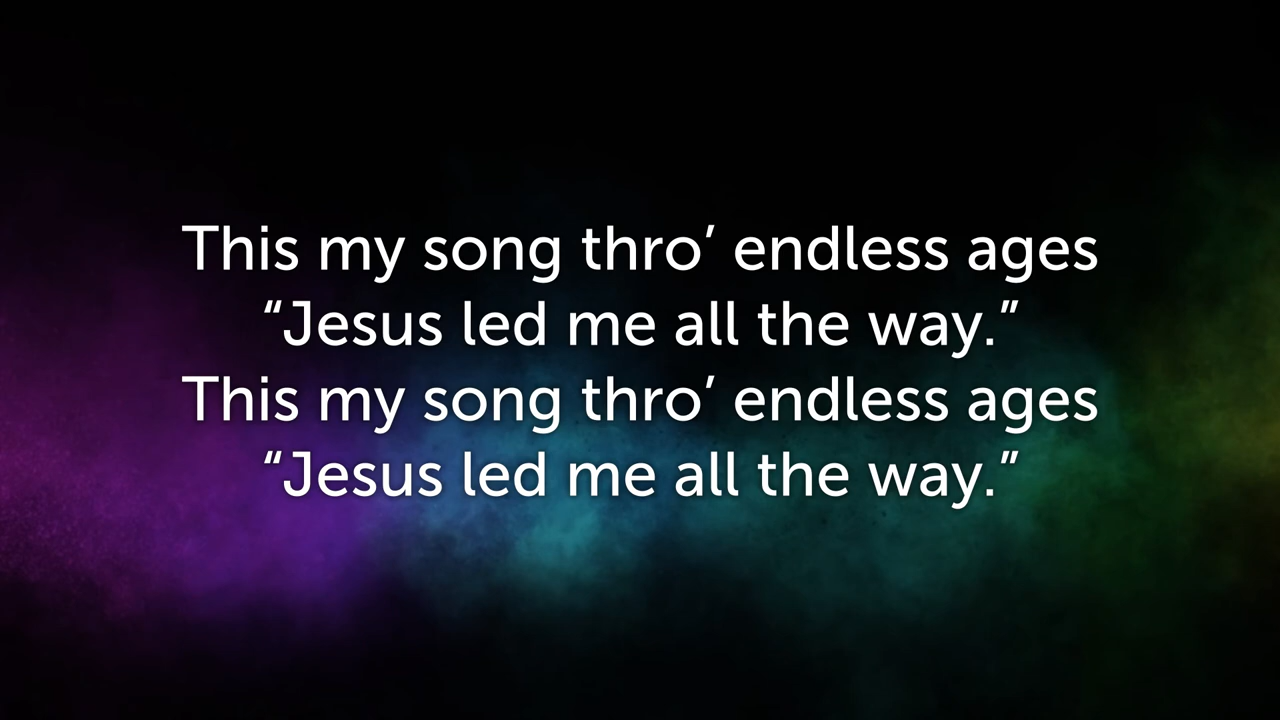 This my song thro’ endless ages
“Jesus led me all the way.”
This my song thro’ endless ages
“Jesus led me all the way.”